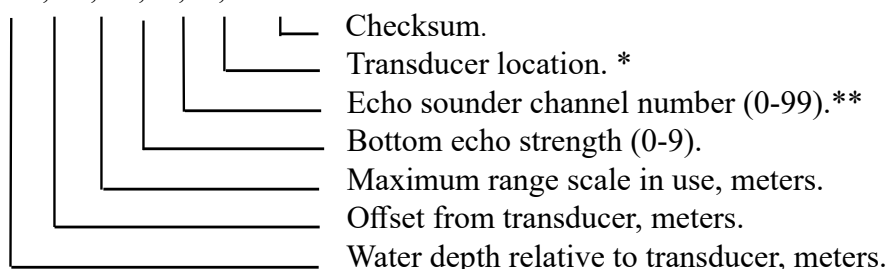 Checksum.
Transducer location. *
Echo sounder channel number (0-99).**
Bottom echo strength (0-9).
Maximum range scale in use, meters.
Offset from transducer, meters.
Water depth relative to transducer, meters.